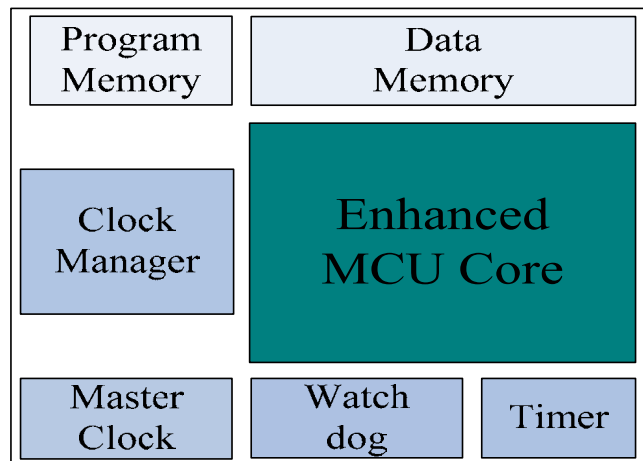 Program
Memory
Data
Memory
Clock
Manager
Enhanced
MCU Core
Master
Clock
Watch
dog
Timer